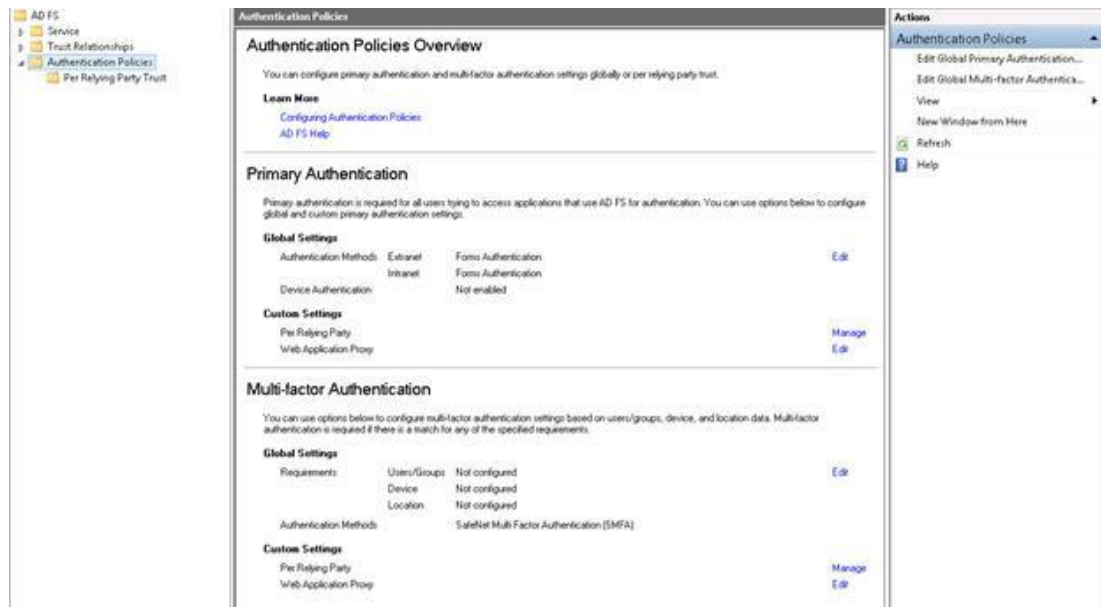 AD FS
Service
Trust Relationships
Authentication Policies
Per Relying Party Trust
Authentication Policies
Authentication Policies Overview
You can configure primary authentication and multi-factor authentication settings globally or per relying party trust.
Learn More
Configuring Authentication Policies
AD FS Help
Primary Authentication
Primary authentication is required for all users trying to access applications that use AD FS for authentication. You can use options below to configure
global and custom primary authentication settings.
Global Settings
Authentication Methods Extranet Forms Authentication Edit
Intranet Forms Authentication
Device Authentication Not enabled
Custom Settings
Per Relying Party Manage
Web Application Proxy Edit
Multi-factor Authentication
You can use options below to configure multi-factor authentication settings based on users/groups, device, and location data. Multi-factor
authentication is required if there is a match for any of the specified requirements.
Global Settings
Requirements Users/Groups Not configured Edit
Device Not configured
Location Not configured
Authentication Methods SafeNet Multi Factor Authentication (SMFA)
Custom Settings
Per Relying Party Manage
Web Application Proxy Edit
Actions
Authentication Policies
Edit Global Primary Authentication...
Edit Global Multi-factor Authentica...
View
New Window from Here
Refresh
Help